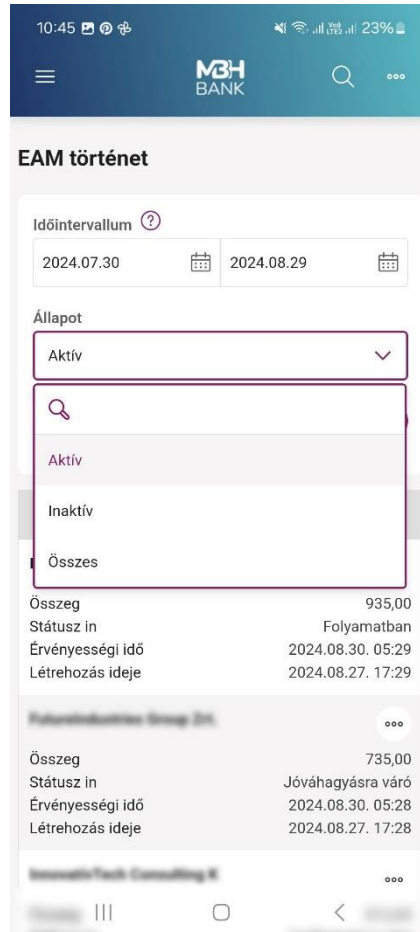 10:45 23%
MBH
BANK
EAM történet
Időintervallum ?
2024.07.30 2024.08.29
Állapot
Aktív
Aktív
Inaktív
Összes
Összeg 935,00
Státusz in Folyamatban
Érvényességi idő 2024.08.30. 05:29
Létrehozás ideje 2024.08.27. 17:29
Összeg 735,00
Státusz in Jóváhagyásra váró
Érvényességi idő 2024.08.30. 05:28
Létrehozás ideje 2024.08.27. 17:28